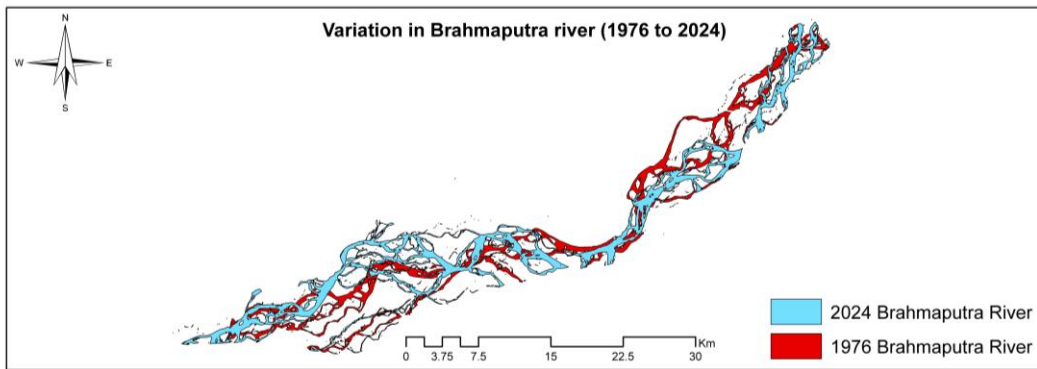 Variation in Brahmaputra river (1976 to 2024)
N
W E
S
2024 Brahmaputra River
1976 Brahmaputra River
Km
0 3.75 7.5 15 22.5 30